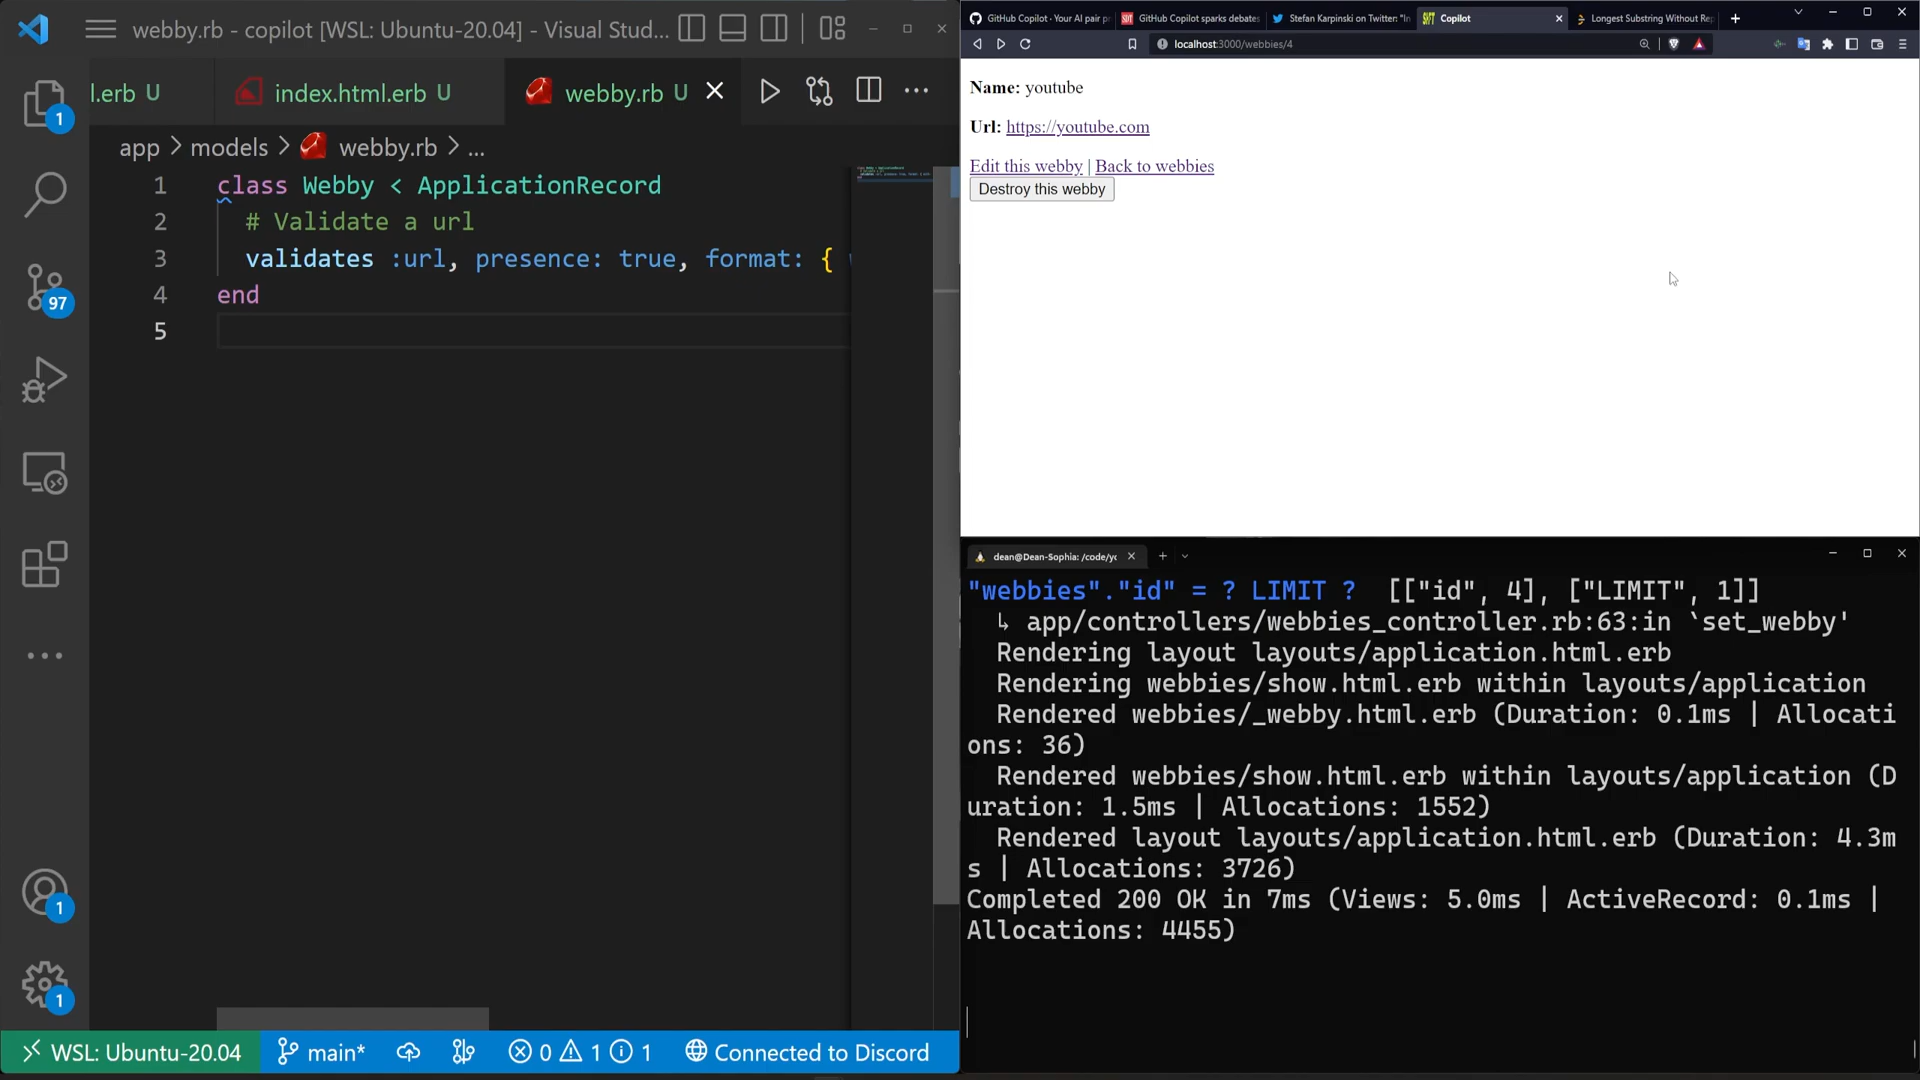 webby.rb - copilot [WSL: Ubuntu-20.04] - Visual Stud...
l.erb U
index.html.erb U
webby.rb U
app > models > webby.rb > ...
1 class Webby < ApplicationRecord
2 # Validate a url
3 validates :url, presence: true, format: {
4 end
5
1
97
1
1
WSL: Ubuntu-20.04
main*
0 1 1
Connected to Discord
GitHub Copilot · Your AI pair pr
GitHub Copilot sparks debates
Stefan Karpinski on Twitter: "In
Copilot
Longest Substring Without Rep
localhost:3000/webbies/4
Name: youtube
Url: https://youtube.com
Edit this webby | Back to webbies
Destroy this webby
dean@Dean-Sophia: /code/yo
"webbies"."id" = ? LIMIT ?  [["id", 4], ["LIMIT", 1]]
↳ app/controllers/webbies_controller.rb:63:in `set_webby'
Rendering layout layouts/application.html.erb
Rendering webbies/show.html.erb within layouts/application
Rendered webbies/_webby.html.erb (Duration: 0.1ms | Allocati
ons: 36)
Rendered webbies/show.html.erb within layouts/application (D
uration: 1.5ms | Allocations: 1552)
Rendered layout layouts/application.html.erb (Duration: 4.3m
s | Allocations: 3726)
Completed 200 OK in 7ms (Views: 5.0ms | ActiveRecord: 0.1ms |
Allocations: 4455)